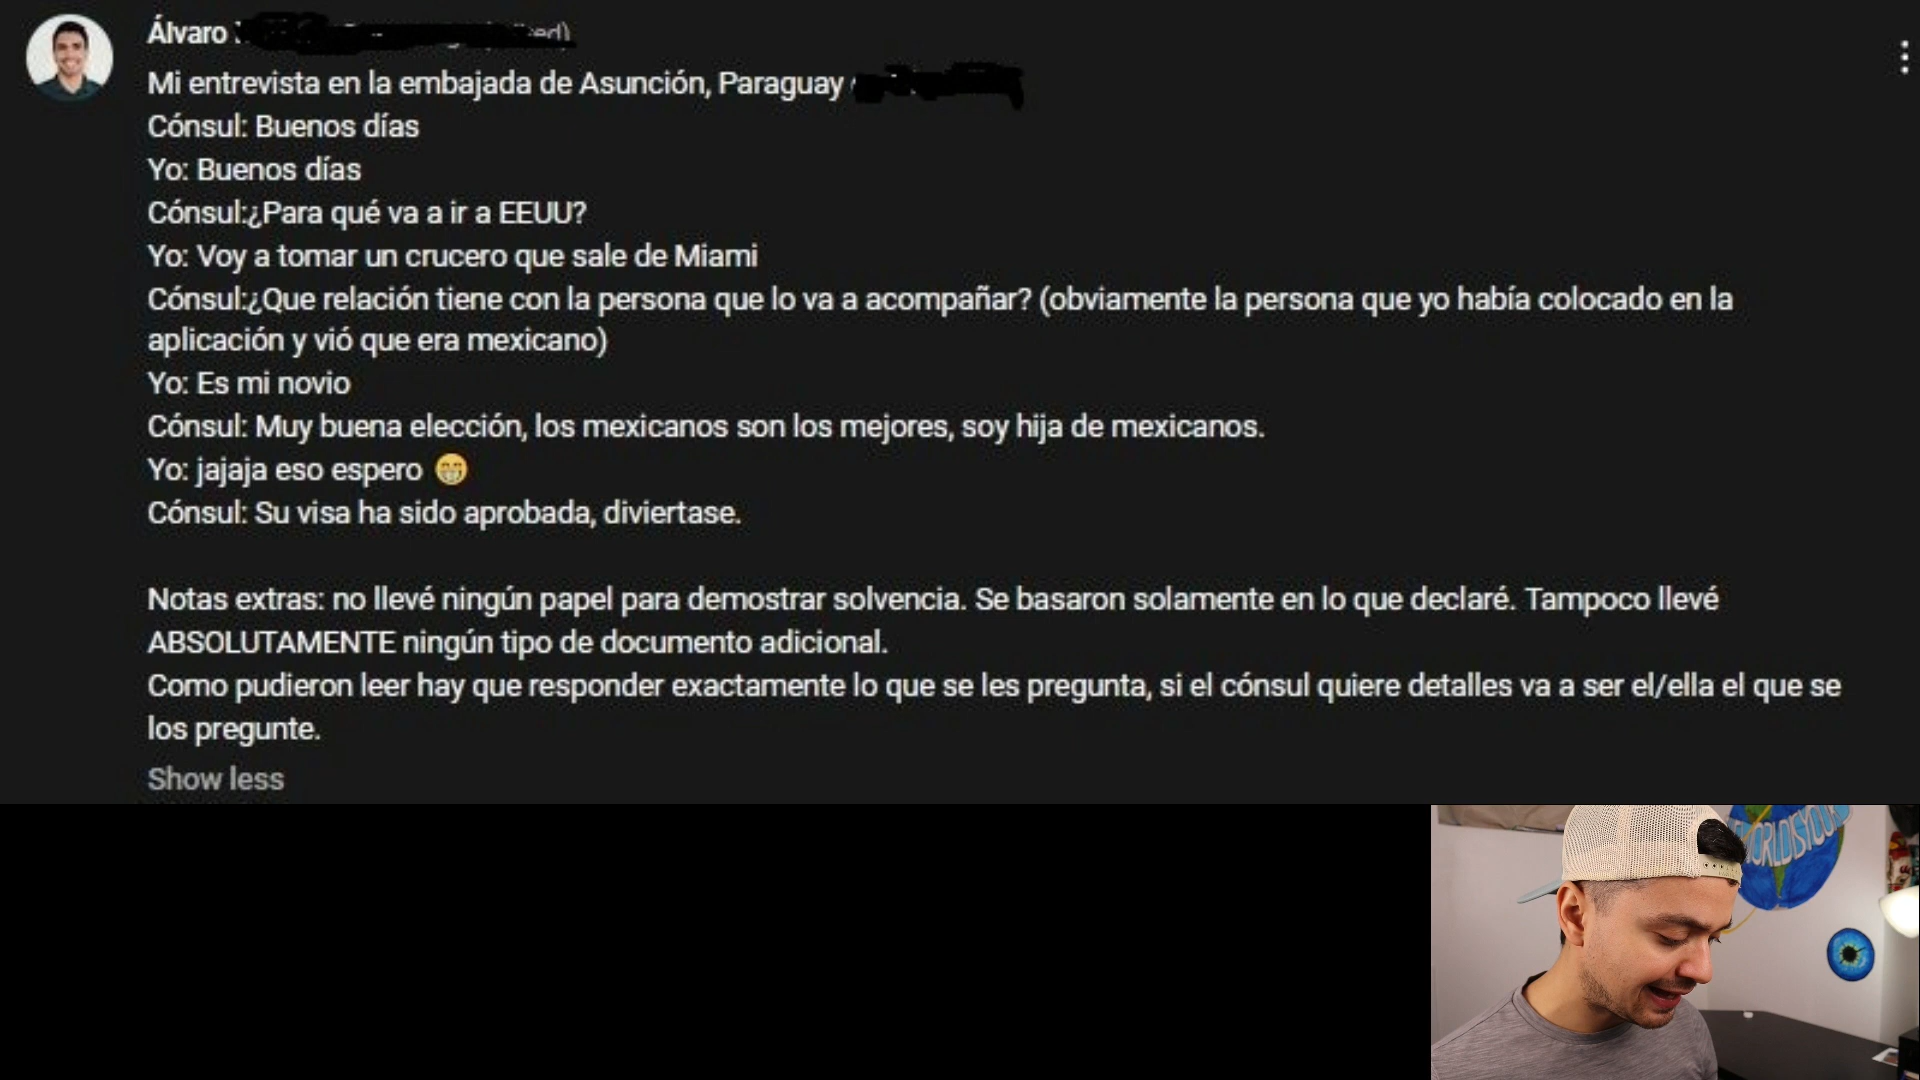 Álvaro
Mi entrevista en la embajada de Asunción, Paraguay
Cónsul: Buenos días
Yo: Buenos días
Cónsul:¿Para qué va a ir a EEUU?
Yo: Voy a tomar un crucero que sale de Miami
Cónsul:¿Que relación tiene con la persona que lo va a acompañar? (obviamente la persona que yo había colocado en la
aplicación y vió que era mexicano)
Yo: Es mi novio
Cónsul: Muy buena elección, los mexicanos son los mejores, soy hija de mexicanos.
Yo: jajaja eso espero 😁
Cónsul: Su visa ha sido aprobada, diviertase.
Notas extras: no llevé ningún papel para demostrar solvencia. Se basaron solamente en lo que declaré. Tampoco llevé
ABSOLUTAMENTE ningún tipo de documento adicional.
Como pudieron leer hay que responder exactamente lo que se les pregunta, si el cónsul quiere detalles va a ser el/ella el que se
los pregunte.
Show less
WORLD IS YOURS